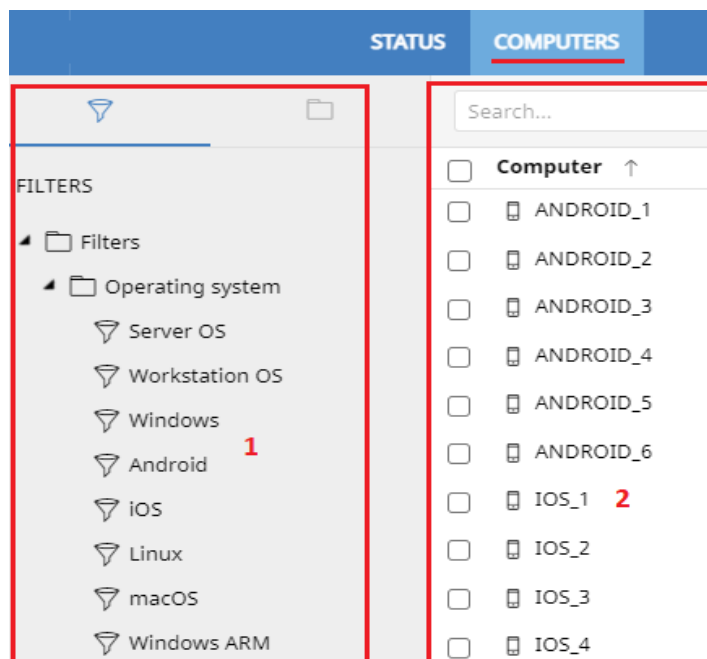 STATUS COMPUTERS
FILTERS
Filters
Operating system
Server OS
Workstation OS
Windows
1
Android
iOS
Linux
macOS
Windows ARM
Search...
Computer ↑
ANDROID_1
ANDROID_2
ANDROID_3
ANDROID_4
ANDROID_5
ANDROID_6
IOS_1 2
IOS_2
IOS_3
IOS_4